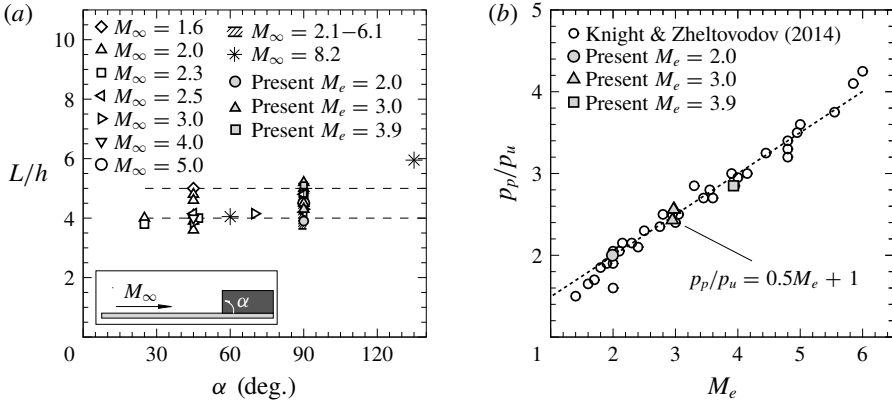 (a)
11
10
8
6
4
2
0
L/h
30
60
90
120
α (deg.)
M∞ = 1.6
M∞ = 2.0
M∞ = 2.3
M∞ = 2.5
M∞ = 3.0
M∞ = 4.0
M∞ = 5.0
M∞ = 2.1–6.1
M∞ = 8.2
Present Me = 2.0
Present Me = 3.0
Present Me = 3.9
M∞
α
(b)
5
4
3
2
1
pp/pu
1
2
3
4
5
6
Me
Knight & Zheltovodov (2014)
Present Me = 2.0
Present Me = 3.0
Present Me = 3.9
pp/pu = 0.5Me + 1